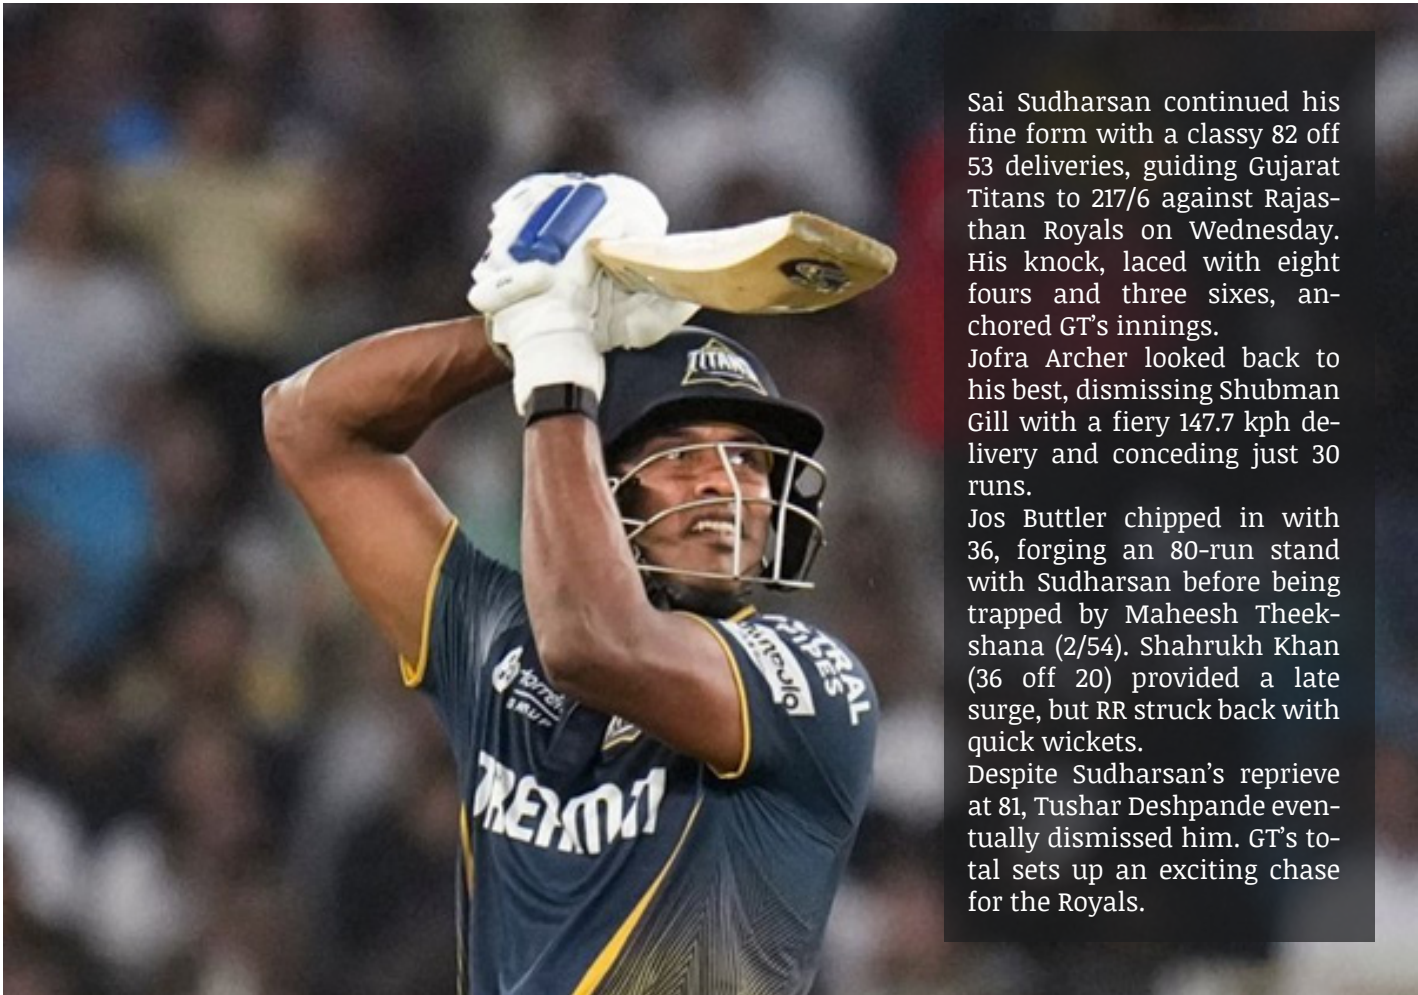 Sai Sudharsan continued his
fine form with a classy 82 off
53 deliveries, guiding Gujarat
Titans to 217/6 against Rajas-
than Royals on Wednesday.
His knock, laced with eight
fours and three sixes, an-
chored GT’s innings.
Jofra Archer looked back to
his best, dismissing Shubman
Gill with a fiery 147.7 kph de-
livery and conceding just 30
runs.
Jos Buttler chipped in with
36, forging an 80-run stand
with Sudharsan before being
trapped by Maheesh Theek-
shana (2/54). Shahrukh Khan
(36 off 20) provided a late
surge, but RR struck back with
quick wickets.
Despite Sudharsan’s reprieve
at 81, Tushar Deshpande even-
tually dismissed him. GT’s to-
tal sets up an exciting chase
for the Royals.
TITANS
ASTRAL
PIPES